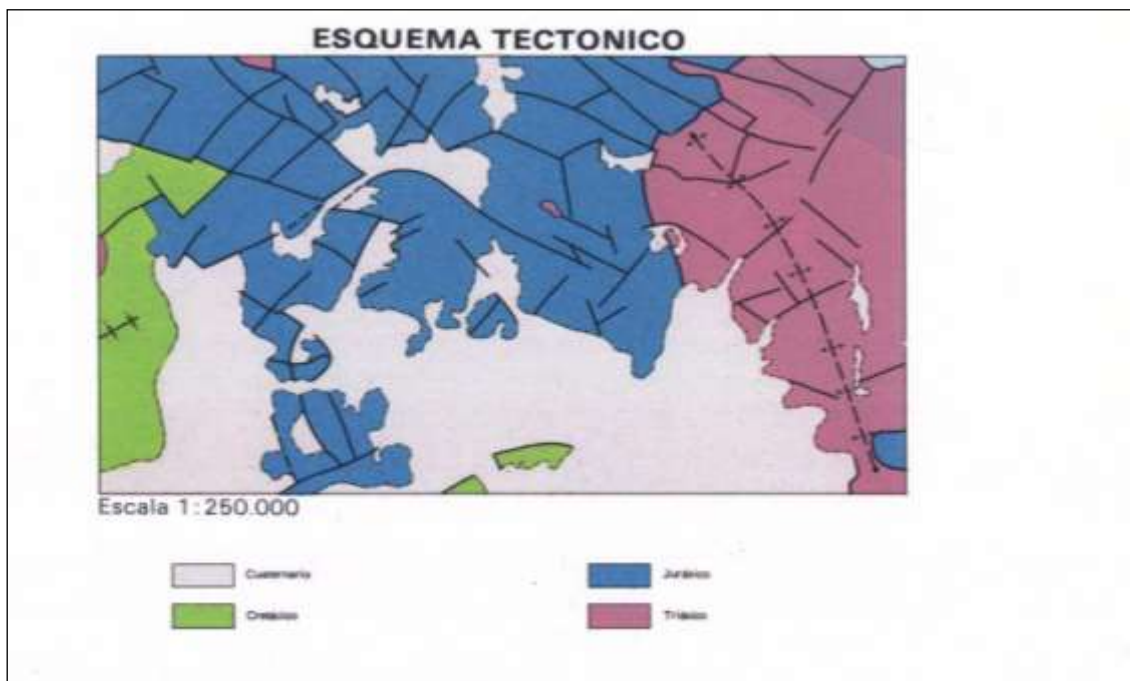 ESQUEMA TECTONICO
Escala 1:250.000
Cuaternario
Jurásico
Cretácico
Triásico